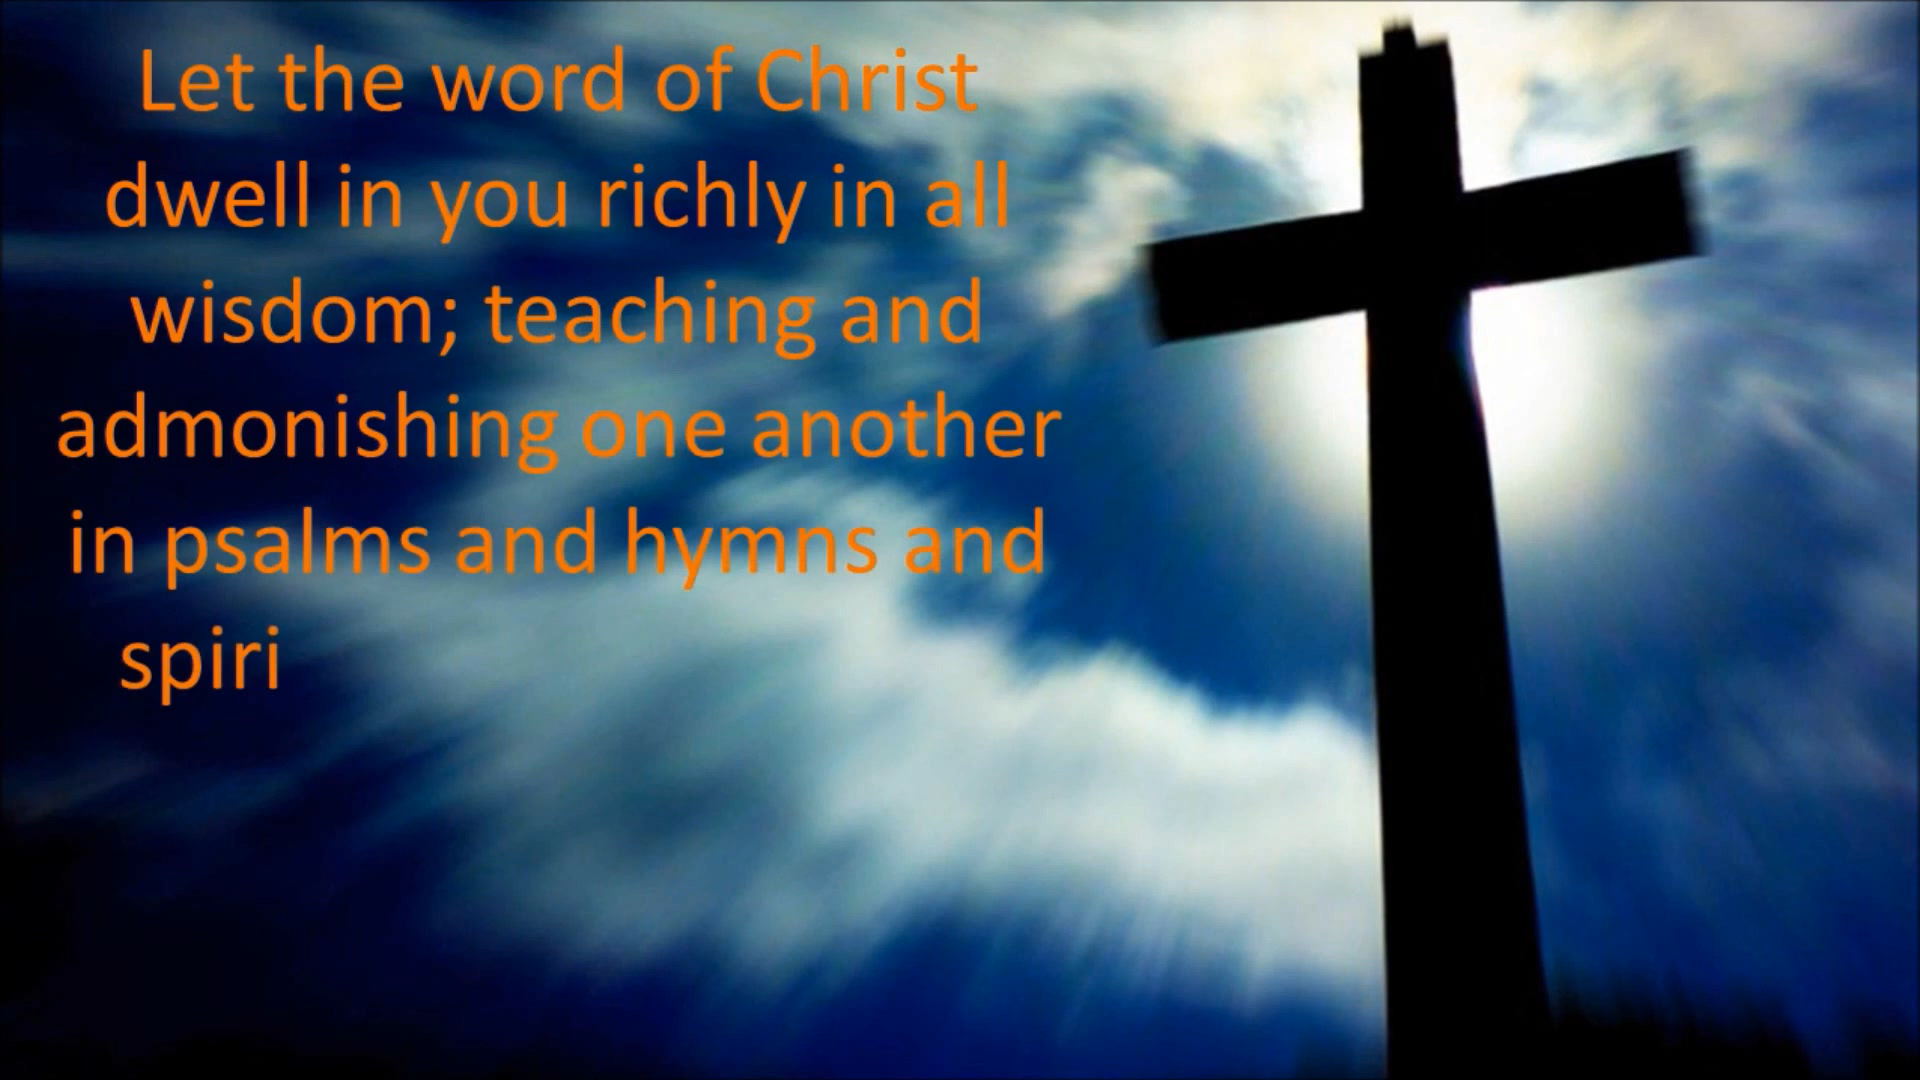 Let the word of Christ
dwell in you richly in all
wisdom; teaching and
admonishing one another
in psalms and hymns and
spiri